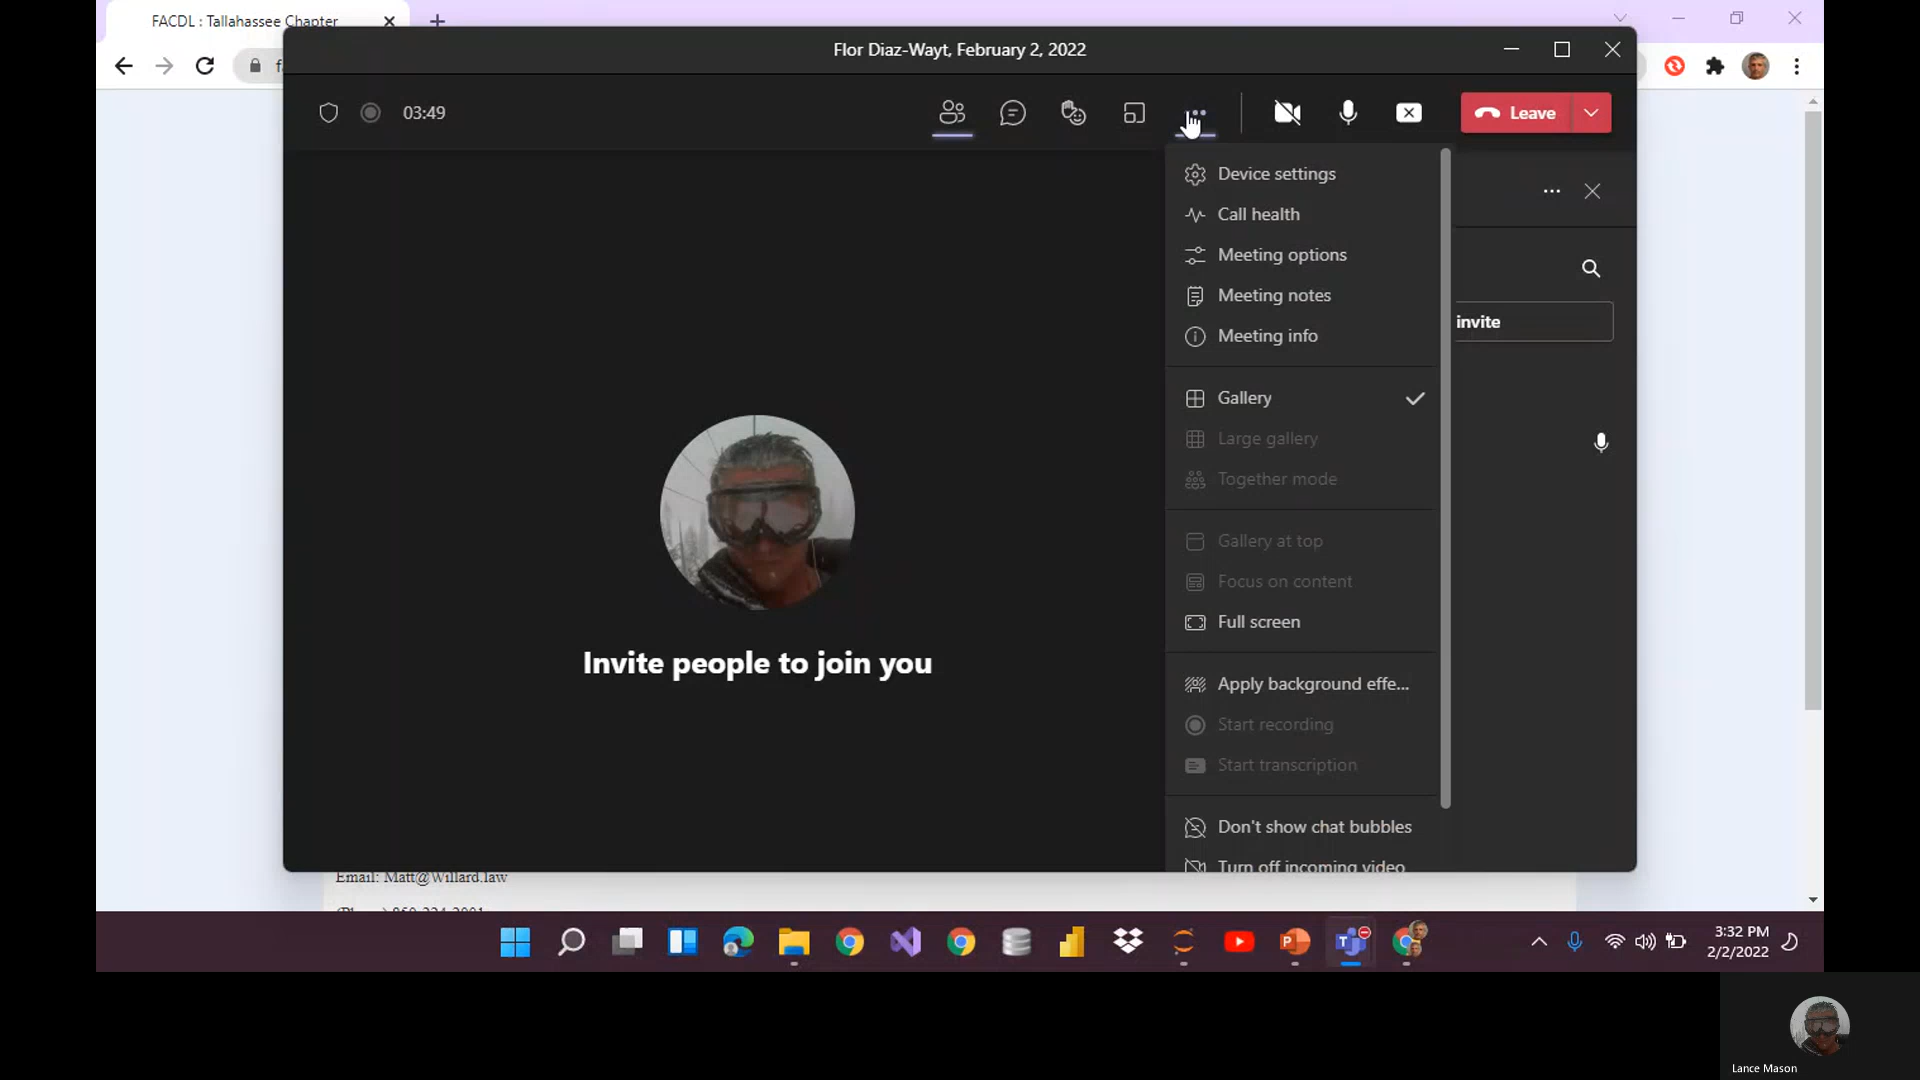 FACDL : Tallahassee Chapter
Flor Diaz-Wayt, February 2, 2022
03:49
Leave
Device settings
Call health
Meeting options
Meeting notes
Meeting info
invite
Gallery
Large gallery
Together mode
Gallery at top
Focus on content
Full screen
Invite people to join you
Apply background effe...
Start recording
Start transcription
Don't show chat bubbles
Turn off incoming video
Email: Matt@Willard.law
3:32 PM
2/2/2022
Lance Mason